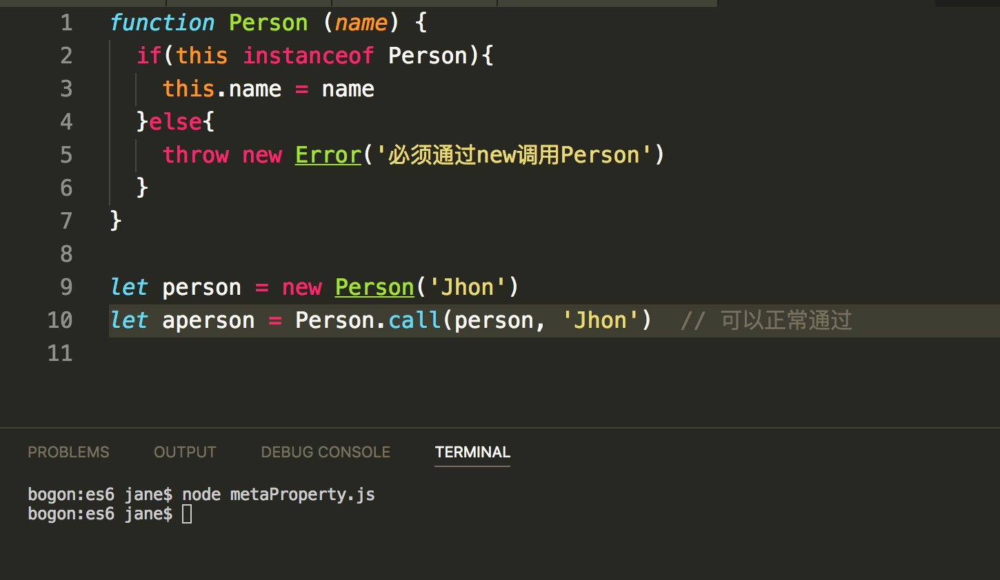 1 function Person (name) {
2 if(this instanceof Person){
3 this.name = name
4 }else{
5 throw new Error('必须通过new调用Person')
6 }
7 }
8
9 let person = new Person('Jhon')
10 let aperson = Person.call(person, 'Jhon') // 可以正常通过
11
PROBLEMS OUTPUT DEBUG CONSOLE TERMINAL
bogon:es6 jane$ node metaProperty.js
bogon:es6 jane$